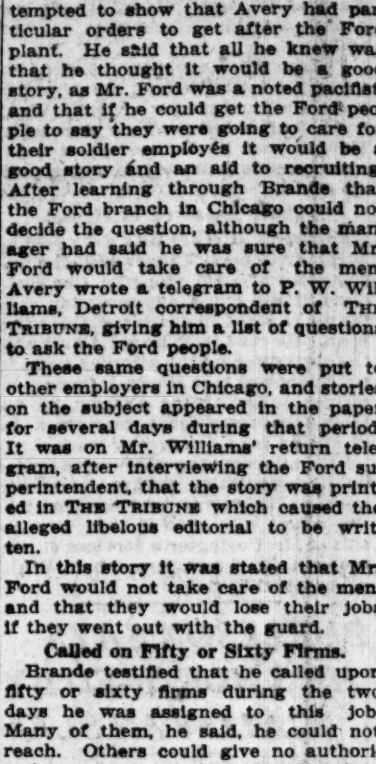 tempted to show that Avery had par
ticular orders to get after the Ford
plant. He said that all he knew wa
that he thought it would be a good
story, as Mr. Ford was a noted pacifist
and that if he could get the Ford peo
ple to say they were going to care fo
their soldier employés it would be a
good story and an aid to recruiting
After learning through Brande tha
the Ford branch in Chicago could no
decide the question, although the man
ager had said he was sure that Mr
Ford would take care of the men
Avery wrote a telegram to P. W. Wil
liams, Detroit correspondent of THE
TRIBUNE, giving him a list of questions
to ask the Ford people.
These same questions were put to
other employers in Chicago, and stories
on the subject appeared in the paper
for several days during that period
It was on Mr. Williams' return tele
gram, after interviewing the Ford su
perintendent, that the story was print
ed in THE TRIBUNE which caused the
alleged libelous editorial to be writ
ten.
In this story it was stated that Mr
Ford would not take care of the men
and that they would lose their jobs
if they went out with the guard.
Called on Fifty or Sixty Firms.
Brande testified that he called upon
fifty or sixty firms during the two
days he was assigned to this job
Many of them, he said, he could not
reach. Others could give no authori